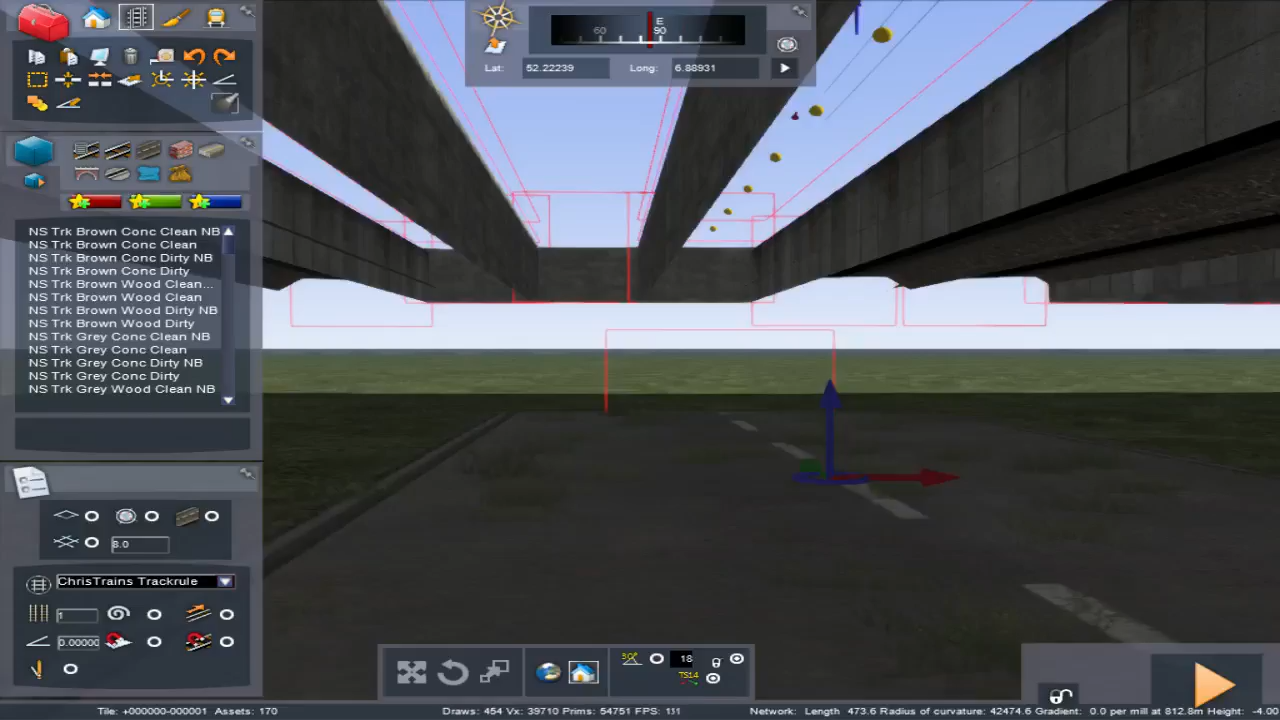 60
E
90
Lat:
52.22239
Long:
6.88931
NS Trk Brown Conc Clean NB
NS Trk Brown Conc Clean
NS Trk Brown Conc Dirty NB
NS Trk Brown Conc Dirty
NS Trk Brown Wood Clean...
NS Trk Brown Wood Clean
NS Trk Brown Wood Dirty NB
NS Trk Brown Wood Dirty
NS Trk Grey Conc Clean NB
NS Trk Grey Conc Clean
NS Trk Grey Conc Dirty NB
NS Trk Grey Conc Dirty
NS Trk Grey Wood Clean NB
8.0
ChrisTrains Trackrule
1
0.00000
30°
18
TS14
Tile: +000000-000001 Assets: 170
Draws: 454 Vx: 39710 Prims: 54751 FPS: 131
Network: Length 473.6 Radius of curvature: 42474.6 Gradient: 0.0 per mill at 812.8m Height: -4.00